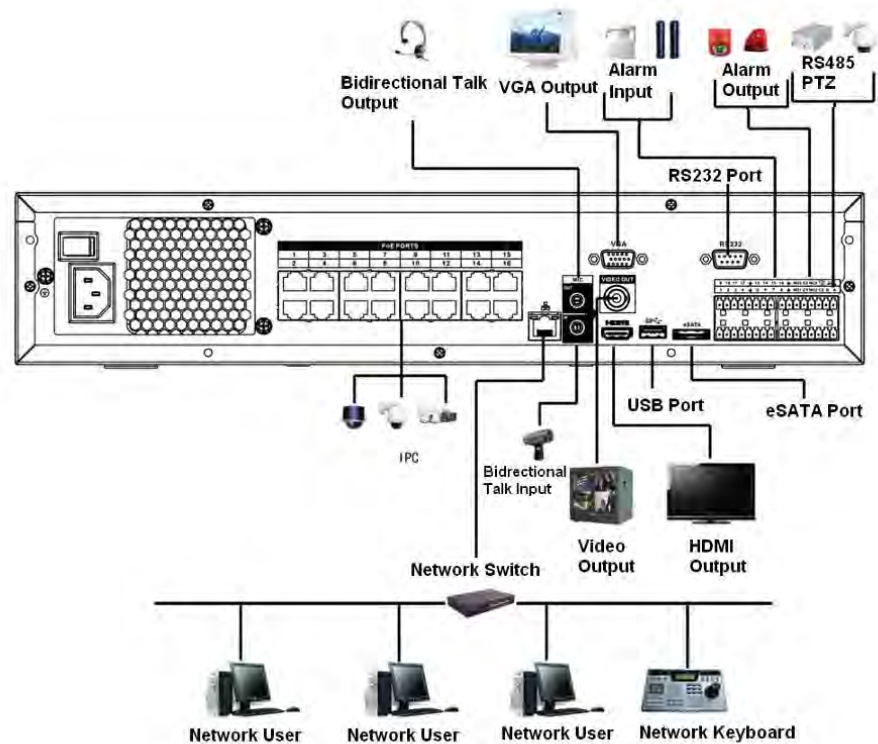 Bidirectional Talk
Output
VGA Output
Alarm
Input
Alarm
Output
RS485
PTZ
RS232 Port
PoE PORTS
1 3 5 7 9 11 13 15
2 4 6 8 10 12 14 16
MIC
OUT
VGA
RS232
VIDEO OUT
HDMI
eSATA
USB Port
eSATA Port
IPC
Bidrectional
Talk Input
Video
Output
HDMI
Output
Network Switch
Network User
Network User
Network User
Network Keyboard